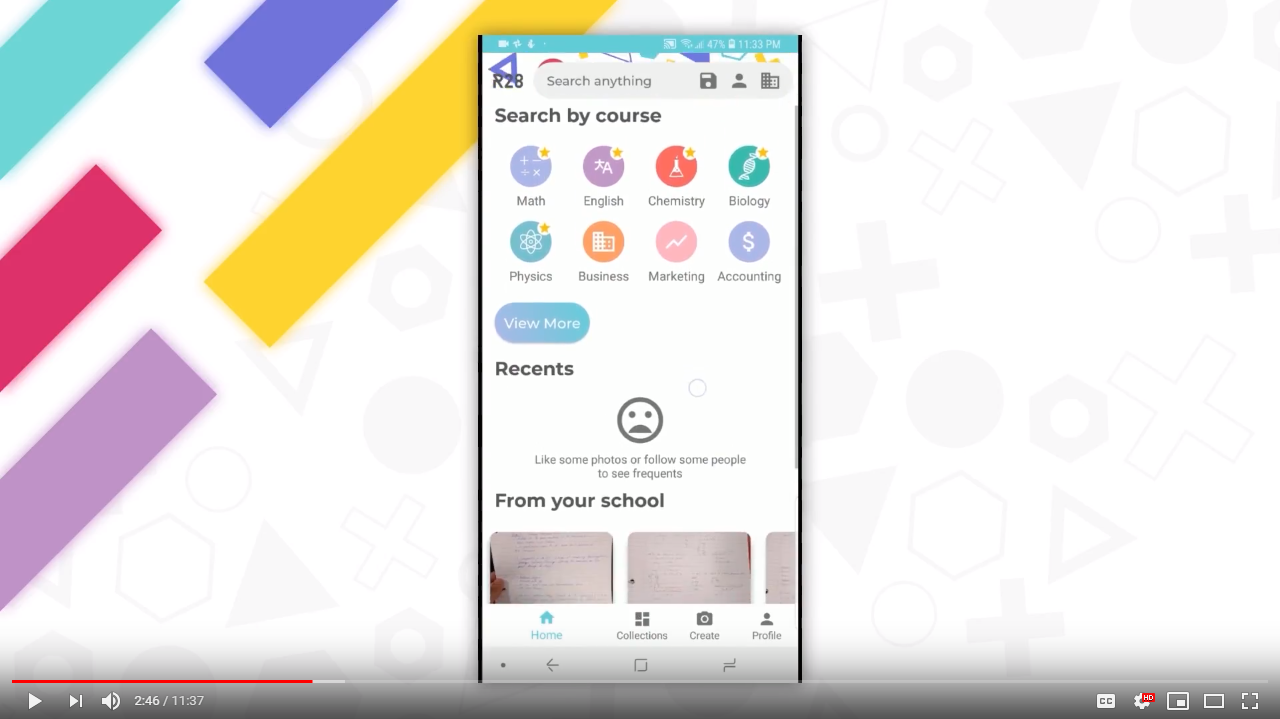 47% 11:33 PM
R28 Search anything
Search by course
Math English Chemistry Biology
Physics Business Marketing Accounting
View More
Recents
Like some photos or follow some people
to see frequents
From your school
Home Collections Create Profile
2:46 / 11:37 CC HD